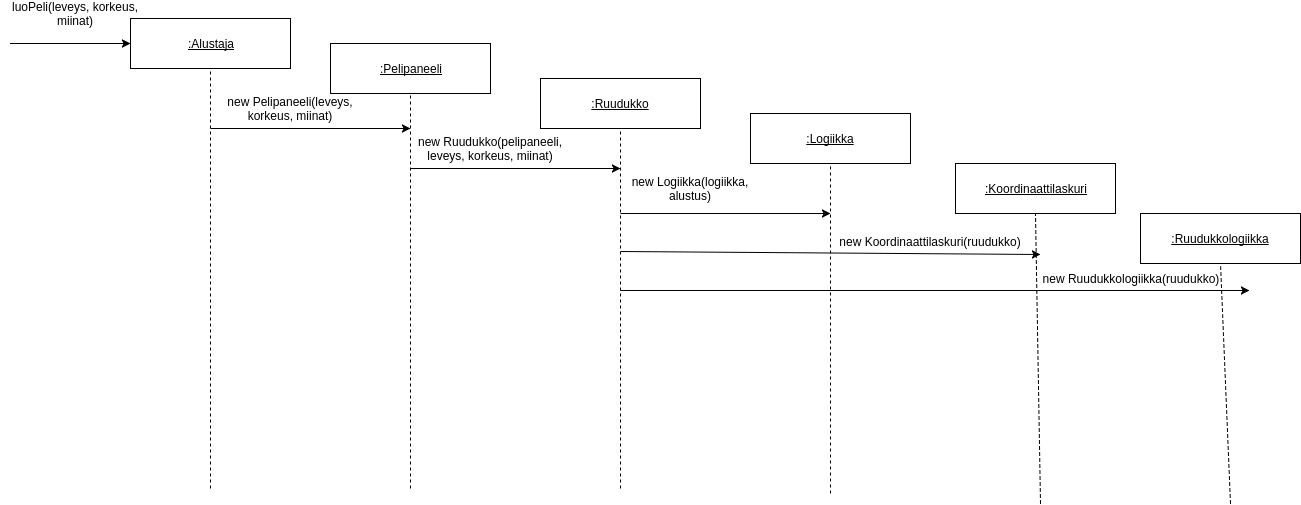 luoPeli(leveys, korkeus,
miinat)
:Alustaja
:Pelipaneeli
:Ruudukko
:Logiikka
:Koordinaattilaskuri
:Ruudukkologiikka
new Pelipaneeli(leveys,
korkeus, miinat)
new Ruudukko(pelipaneeli,
leveys, korkeus, miinat)
new Logiikka(logiikka,
alustus)
new Koordinaattilaskuri(ruudukko)
new Ruudukkologiikka(ruudukko)